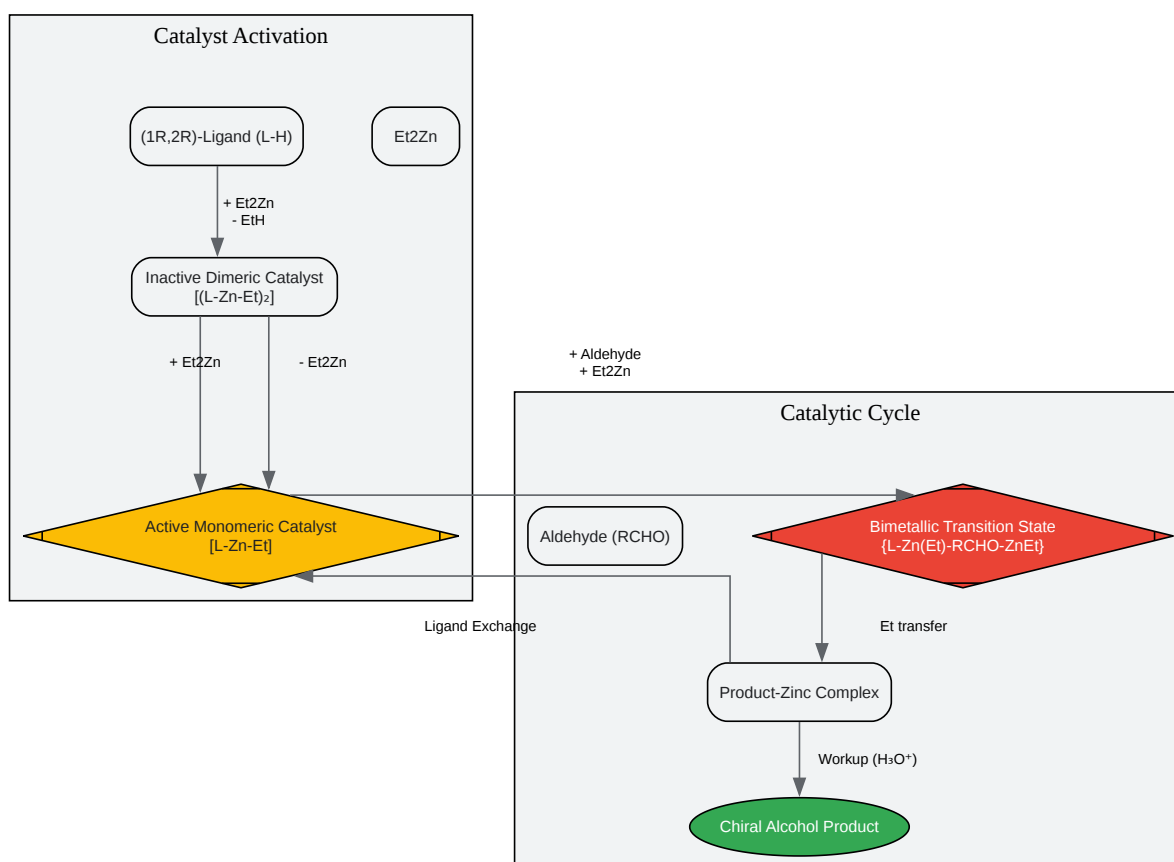 Catalyst Activation
(1R,2R)-Ligand (L-H)
Et2Zn
+ Et2Zn
- EtH
Inactive Dimeric Catalyst
[(L-Zn-Et)₂]
+ Et2Zn
- Et2Zn
+ Aldehyde
+ Et2Zn
Catalytic Cycle
Active Monomeric Catalyst
[L-Zn-Et]
Aldehyde (RCHO)
Bimetallic Transition State
{L-Zn(Et)-RCHO-ZnEt}
Ligand Exchange
Et transfer
Product-Zinc Complex
Workup (H₃O⁺)
Chiral Alcohol Product